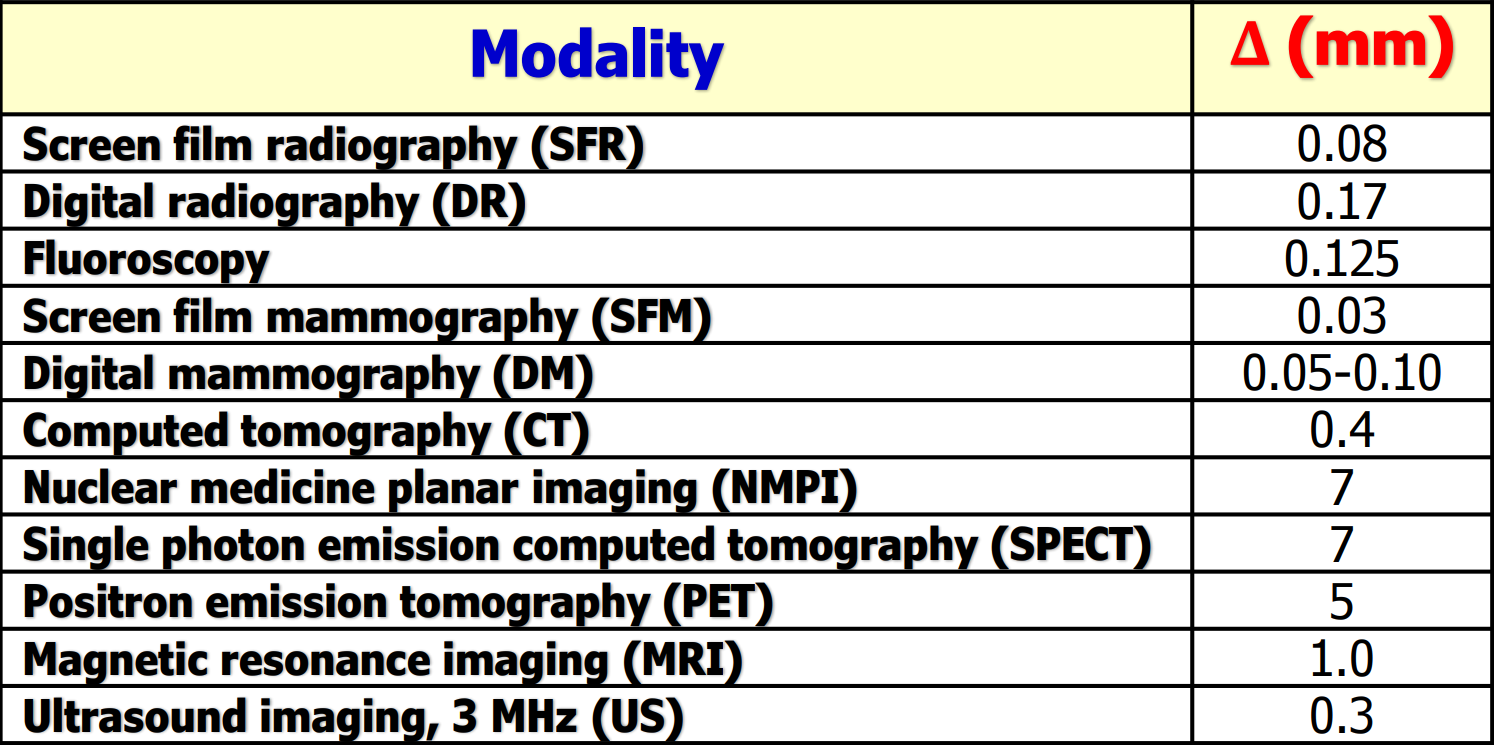 Modality Δ (mm)
Screen film radiography (SFR) 0.08
Digital radiography (DR) 0.17
Fluoroscopy 0.125
Screen film mammography (SFM) 0.03
Digital mammography (DM) 0.05-0.10
Computed tomography (CT) 0.4
Nuclear medicine planar imaging (NMPI) 7
Single photon emission computed tomography (SPECT) 7
Positron emission tomography (PET) 5
Magnetic resonance imaging (MRI) 1.0
Ultrasound imaging, 3 MHz (US) 0.3